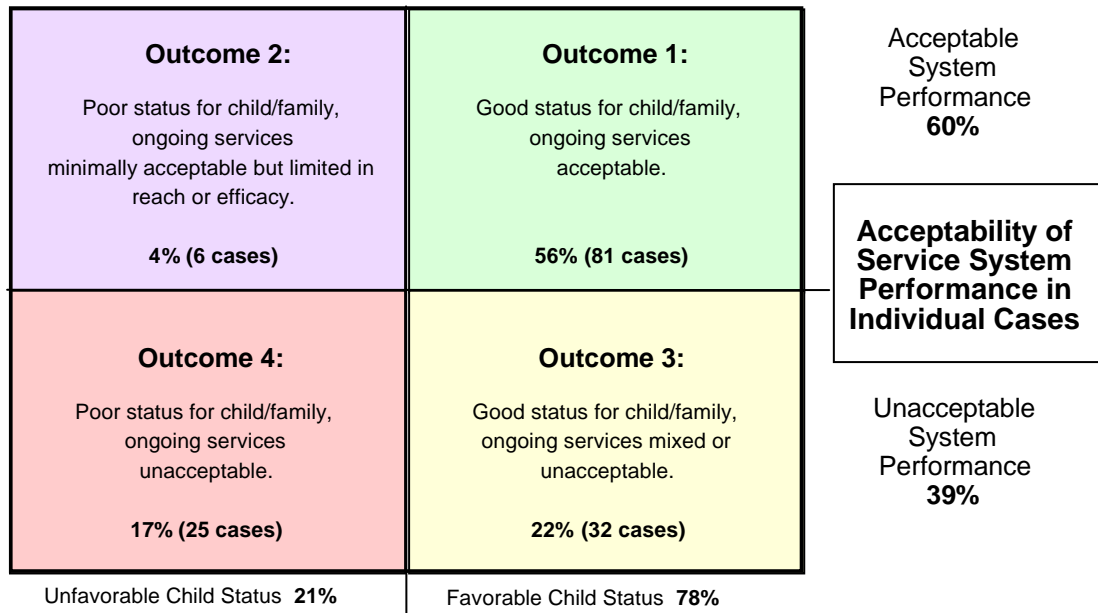 Outcome 2:
Poor status for child/family,
ongoing services
minimally acceptable but limited in
reach or efficacy.
4% (6 cases)
Outcome 1:
Good status for child/family,
ongoing services
acceptable.
56% (81 cases)
Acceptable
System
Performance
60%
Acceptability of
Service System
Performance in
Individual Cases
Outcome 4:
Poor status for child/family,
ongoing services
unacceptable.
17% (25 cases)
Outcome 3:
Good status for child/family,
ongoing services mixed or
unacceptable.
22% (32 cases)
Unacceptable
System
Performance
39%
Unfavorable Child Status 21%
Favorable Child Status 78%